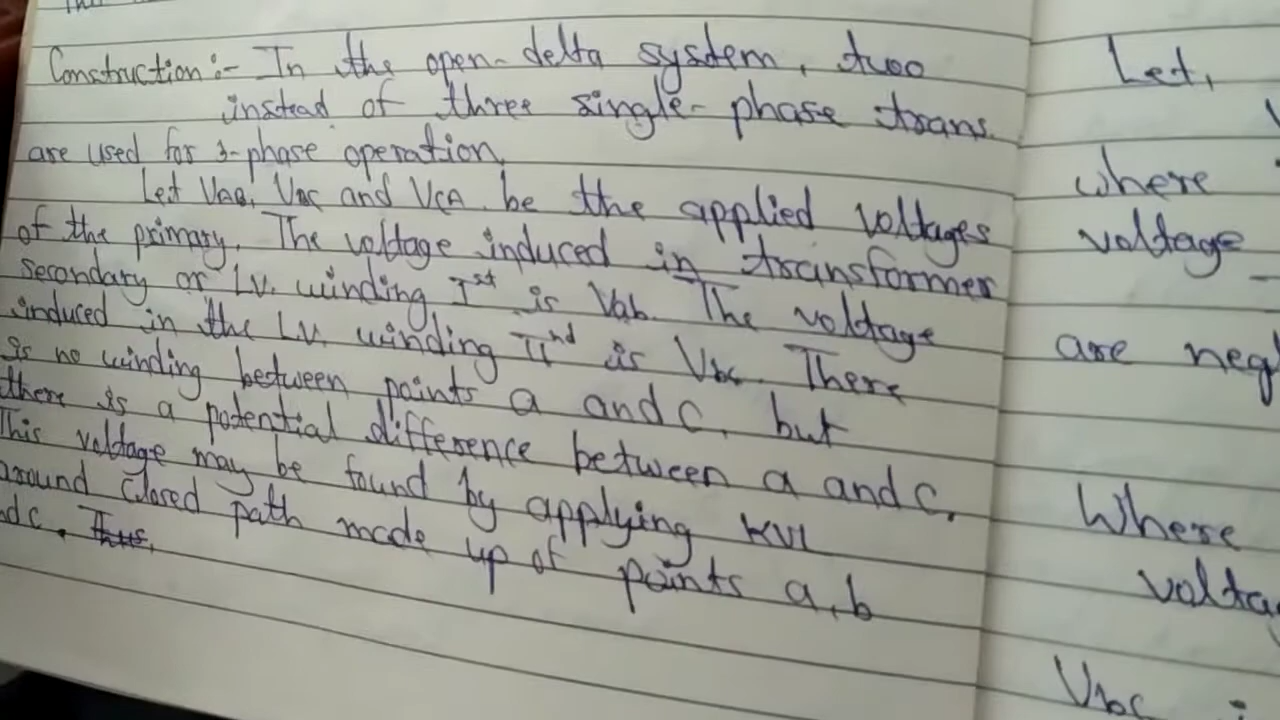 Construction :- In the open-delta system, two
instead of three single-phase trans.
are used for 3-phase operation.
Let VAB, VBC and VCA be the applied voltages
of the primary. The voltage induced in transformer
secondary or L.V. winding Ist is Vab. The voltage
induced in the L.V. winding IInd is Vbc. There
is no winding between points a and c, but
there is a potential difference between a and c.
This voltage may be found by applying KVL
around closed path made up of points a, b
Let,
where
voltage
are
Where
Vbc